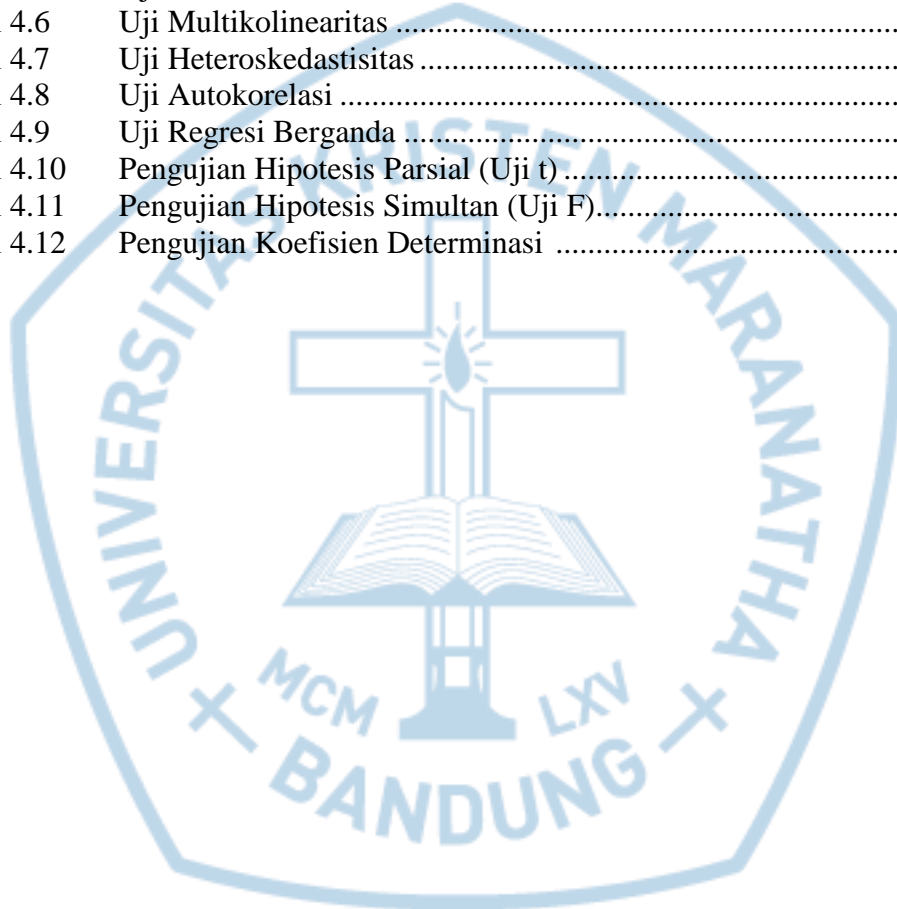 4.6 Uji Multikolinearitas ................................................................
4.7 Uji Heteroskedastisitas ................................................................
4.8 Uji Autokorelasi ................................................................
4.9 Uji Regresi Berganda ................................................................
4.10 Pengujian Hipotesis Parsial (Uji t) ................................................
4.11 Pengujian Hipotesis Simultan (Uji F)................................................
4.12 Pengujian Koefisien Determinasi ................................................
UNIVERSITAS KRISTEN MARANATHA
MCM LXV
BANDUNG